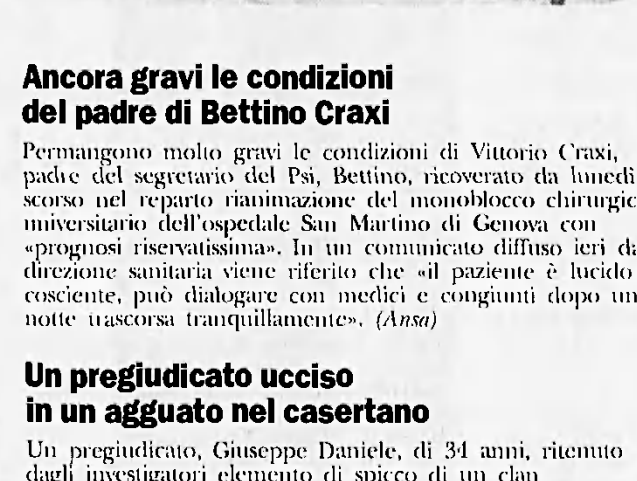 Ancora gravi le condizioni
del padre di Bettino Craxi
Permangono molto gravi le condizioni di Vittorio Craxi,
padre del segretario del Psi, Bettino, ricoverato da lunedì
scorso nel reparto rianimazione del monoblocco chirurgic
universitario dell'ospedale San Martino di Genova con
«prognosi riservatissima». In un comunicato diffuso ieri da
direzione sanitaria viene riferito che «il paziente è lucido
cosciente, può dialogare con medici e congiunti dopo un
notte trascorsa tranquillamente». (Ansa)
Un pregiudicato ucciso
in un agguato nel casertano
Un pregiudicato, Giuseppe Daniele, di 34 anni, ritenuto
dagli investigatori elemento di spicco di un clan